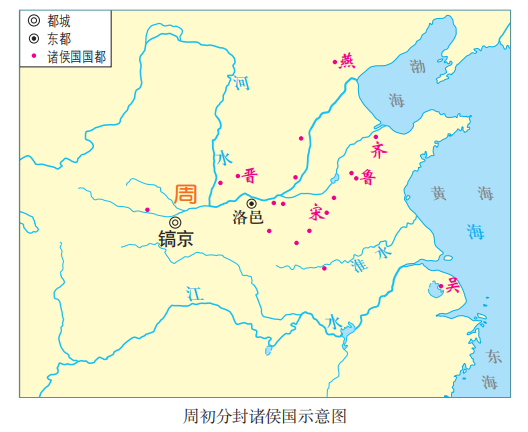 都城
东都
诸侯国国都
燕
渤
海
河
水
晋
齐
鲁
周
洛邑
宋
镐京
黄
海
海
淮
水
江
水
吴
东
海
周初分封诸侯国示意图